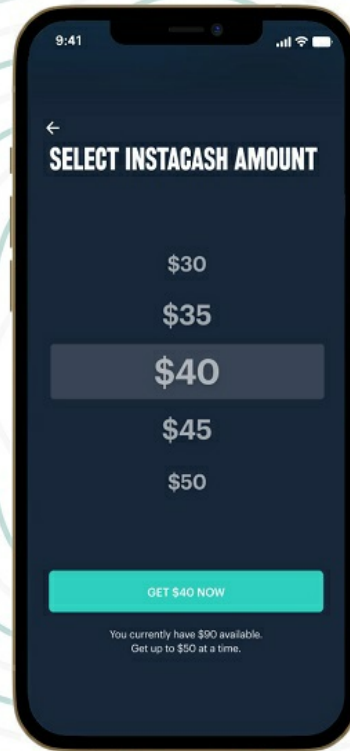 9:41
SELECT INSTACASH AMOUNT
$30
$35
$40
$45
$50
GET $40 NOW
You currently have $90 available.
Get up to $50 at a time.